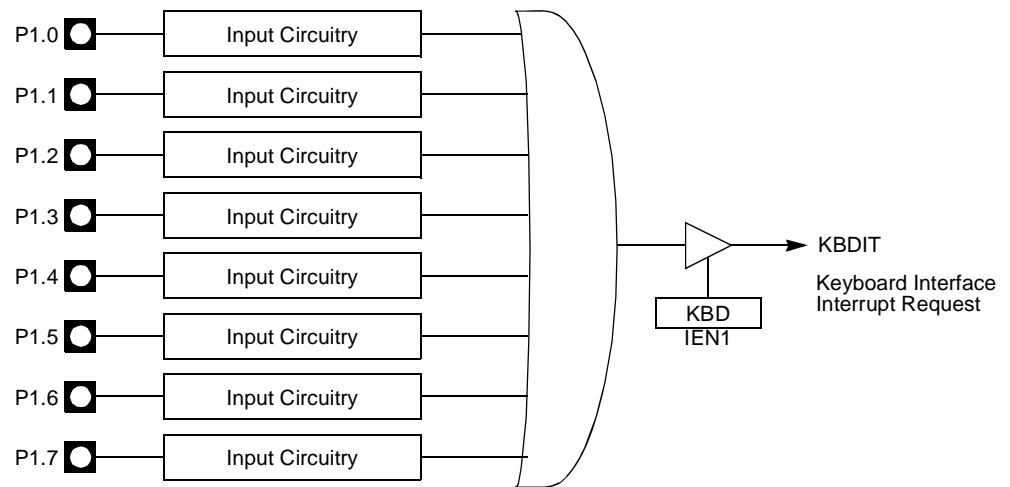 P1.0 Input Circuitry
P1.1 Input Circuitry
P1.2 Input Circuitry
P1.3 Input Circuitry
P1.4 Input Circuitry
P1.5 Input Circuitry
P1.6 Input Circuitry
P1.7 Input Circuitry
KBDIT
Keyboard Interface
Interrupt Request
KBD
IEN1